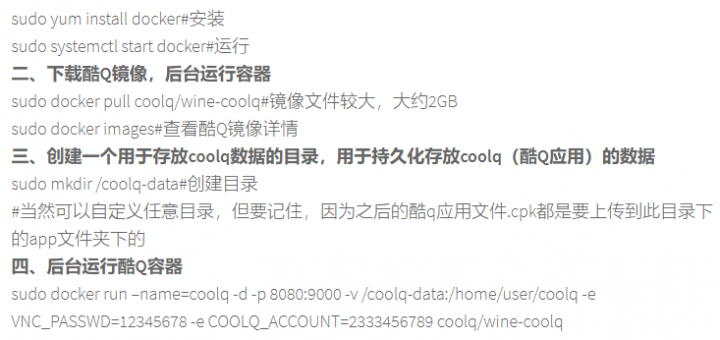 sudo yum install docker#安装
sudo systemctl start docker#运行
二、下载酷Q镜像，后台运行容器
sudo docker pull coolq/wine-coolq#镜像文件较大，大约2GB
sudo docker images#查看酷Q镜像详情
三、创建一个用于存放coolq数据的目录，用于持久化存放coolq（酷Q应用）的数据
sudo mkdir /coolq-data#创建目录
#当然可以自定义任意目录，但要记住，因为之后的酷q应用文件.cpk都是要上传到此目录下
的app文件夹下的
四、后台运行酷Q容器
sudo docker run –name=coolq -d -p 8080:9000 -v /coolq-data:/home/user/coolq -e
VNC_PASSWD=12345678 -e COOLQ_ACCOUNT=2333456789 coolq/wine-coolq